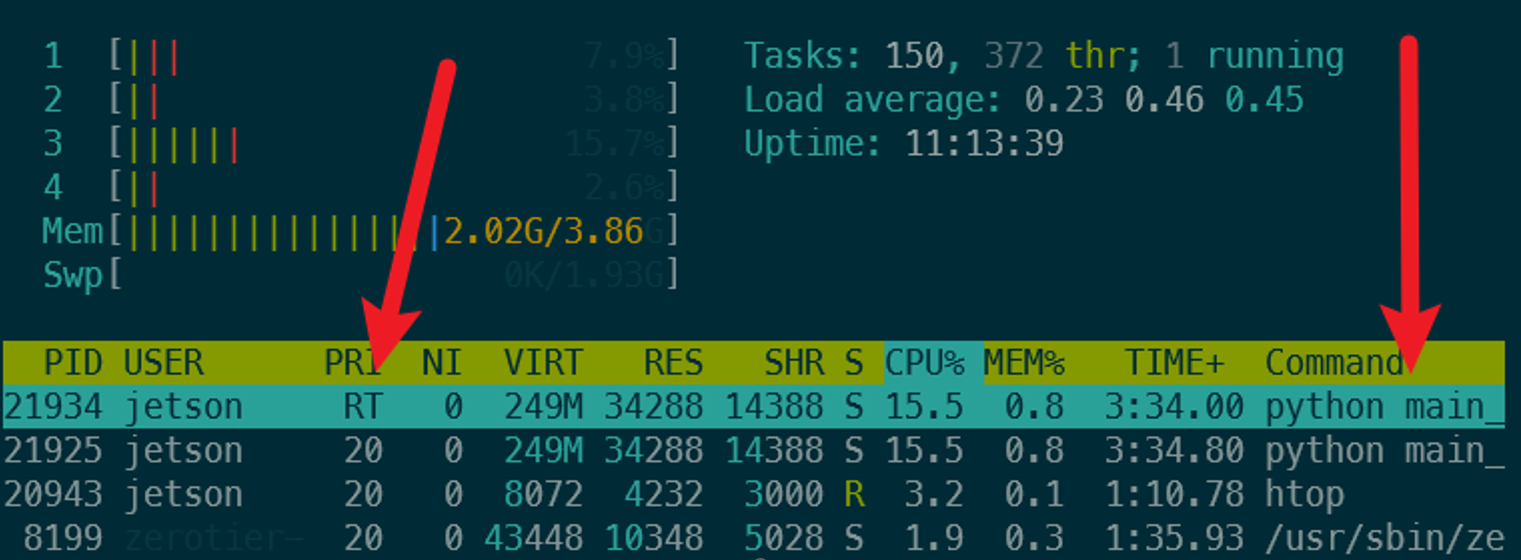 1 [||| 7.9%]
2 [|| 3.8%]
3 [|||||| 15.7%]
4 [|| 2.6%]
Mem[||||||||||||||||2.02G/3.86G]
Swp[ 0K/1.93G]
Tasks: 150, 372 thr; 1 running
Load average: 0.23 0.46 0.45
Uptime: 11:13:39
PID USER PRI NI VIRT RES SHR S CPU% MEM% TIME+ Command
21934 jetson RT 0 249M 34288 14388 S 15.5 0.8 3:34.00 python main_
21925 jetson 20 0 249M 34288 14388 S 15.5 0.8 3:34.80 python main_
20943 jetson 20 0 8072 4232 3000 R 3.2 0.1 1:10.78 htop
8199 zerotier- 20 0 43448 10348 5028 S 1.9 0.3 1:35.93 /usr/sbin/ze